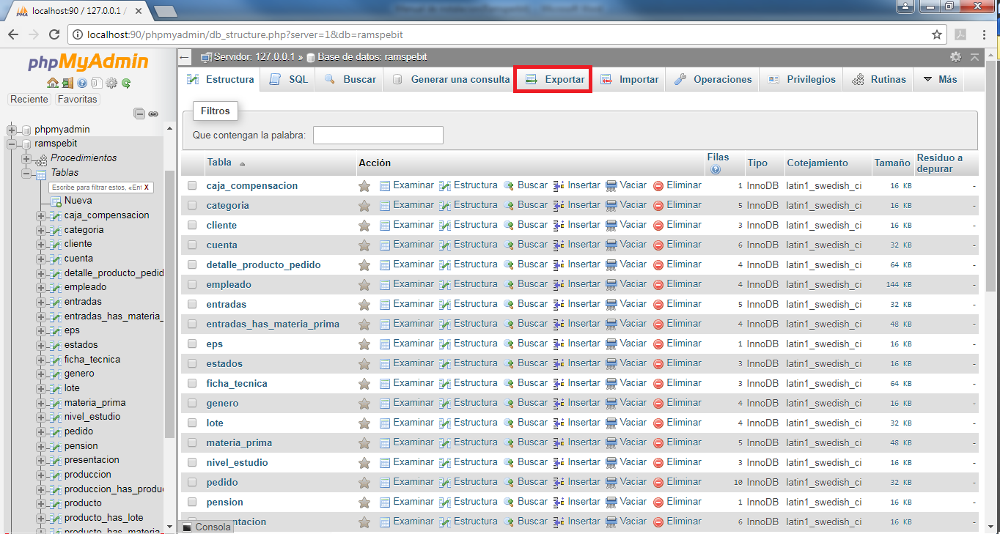 localhost:90 / 127.0.0.1 /
localhost:90/phpmyadmin/db_structure.php?server=1&db=ramspebit
phpMyAdmin
Reciente Favoritas
phpmyadmin
ramspebit
Procedimientos
Tablas
Escribe para filtrar estos, «Ent X
Nueva
caja_compensacion
categoria
cliente
cuenta
detalle_producto_pedid
empleado
entradas
entradas_has_materia_
eps
estados
ficha_tecnica
genero
lote
materia_prima
nivel_estudio
pedido
pension
presentacion
produccion
produccion_has_produ
producto
producto_has_lote
producto_has_materia_
Servidor: 127.0.0.1 » Base de datos: ramspebit
Estructura SQL Buscar Generar una consulta Exportar Importar Operaciones Privilegios Rutinas Más
Filtros
Que contengan la palabra:
Tabla Acción Filas Tipo Cotejamiento Tamaño Residuo a depurar
caja_compensacion Examinar Estructura Buscar Insertar Vaciar Eliminar 1 InnoDB latin1_swedish_ci 16 KB -
categoria Examinar Estructura Buscar Insertar Vaciar Eliminar 5 InnoDB latin1_swedish_ci 16 KB -
cliente Examinar Estructura Buscar Insertar Vaciar Eliminar 3 InnoDB latin1_swedish_ci 16 KB -
cuenta Examinar Estructura Buscar Insertar Vaciar Eliminar 6 InnoDB latin1_swedish_ci 32 KB -
detalle_producto_pedido Examinar Estructura Buscar Insertar Vaciar Eliminar 4 InnoDB latin1_swedish_ci 64 KB -
empleado Examinar Estructura Buscar Insertar Vaciar Eliminar 4 InnoDB latin1_swedish_ci 144 KB -
entradas Examinar Estructura Buscar Insertar Vaciar Eliminar 5 InnoDB latin1_swedish_ci 32 KB -
entradas_has_materia_prima Examinar Estructura Buscar Insertar Vaciar Eliminar 4 InnoDB latin1_swedish_ci 48 KB -
eps Examinar Estructura Buscar Insertar Vaciar Eliminar 1 InnoDB latin1_swedish_ci 16 KB -
estados Examinar Estructura Buscar Insertar Vaciar Eliminar 3 InnoDB latin1_swedish_ci 16 KB -
ficha_tecnica Examinar Estructura Buscar Insertar Vaciar Eliminar 3 InnoDB latin1_swedish_ci 64 KB -
genero Examinar Estructura Buscar Insertar Vaciar Eliminar 4 InnoDB latin1_swedish_ci 16 KB -
lote Examinar Estructura Buscar Insertar Vaciar Eliminar 4 InnoDB latin1_swedish_ci 32 KB -
materia_prima Examinar Estructura Buscar Insertar Vaciar Eliminar 5 InnoDB latin1_swedish_ci 48 KB -
nivel_estudio Examinar Estructura Buscar Insertar Vaciar Eliminar 3 InnoDB latin1_swedish_ci 16 KB -
pedido Examinar Estructura Buscar Insertar Vaciar Eliminar 10 InnoDB latin1_swedish_ci 32 KB -
pension Examinar Estructura Buscar Insertar Vaciar Eliminar 1 InnoDB latin1_swedish_ci 16 KB -
ntacion Examinar Estructura Buscar Insertar Vaciar Eliminar 6 InnoDB latin1_swedish_ci 16 KB -
Consola